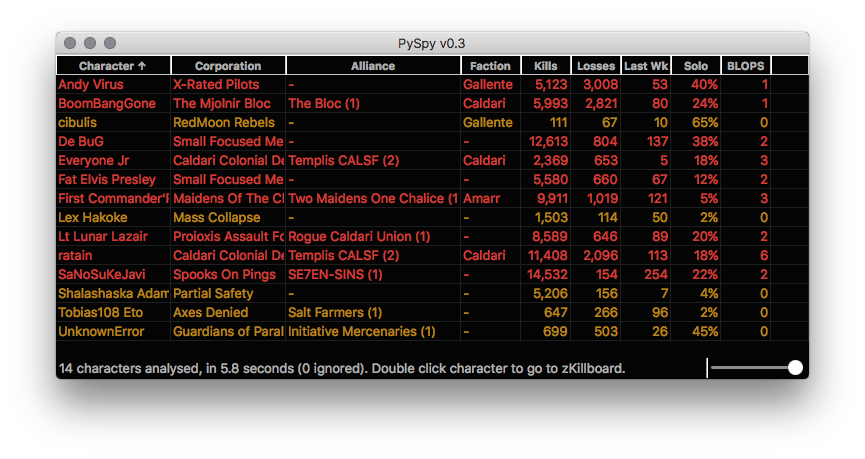 PySpy v0.3
Character ↑ Corporation Alliance Faction Kills Losses Last Wk Solo BLOPS
Andy Virus X-Rated Pilots - Gallente 5,123 3,008 53 40% 1
BoomBangGone The Mjolnir Bloc The Bloc (1) Caldari 5,993 2,821 80 24% 1
cibulis RedMoon Rebels - Gallente 111 67 10 65% 0
De BuG Small Focused Me - - 12,613 804 137 38% 2
Everyone Jr Caldari Colonial De Templis CALSF (2) Caldari 2,369 653 5 18% 3
Fat Elvis Presley Small Focused Me - - 5,580 660 67 12% 2
First Commander'F Maidens Of The Cl Two Maidens One Chalice (1 Amarr 9,911 1,019 121 5% 3
Lex Hakoke Mass Collapse - - 1,503 114 50 2% 0
Lt Lunar Lazair Proioxis Assault Fo Rogue Caldari Union (1) - 8,589 646 89 20% 2
ratain Caldari Colonial De Templis CALSF (2) Caldari 11,408 2,096 113 18% 6
SaNoSuKeJavi Spooks On Pings SE7EN-SINS (1) - 14,532 154 254 22% 2
Shalashaska Adam Partial Safety - - 5,206 156 7 4% 0
Tobias108 Eto Axes Denied Salt Farmers (1) - 647 266 96 2% 0
UnknownError Guardians of Paral Initiative Mercenaries (1) - 699 503 26 45% 0
14 characters analysed, in 5.8 seconds (0 ignored). Double click character to go to zKillboard.